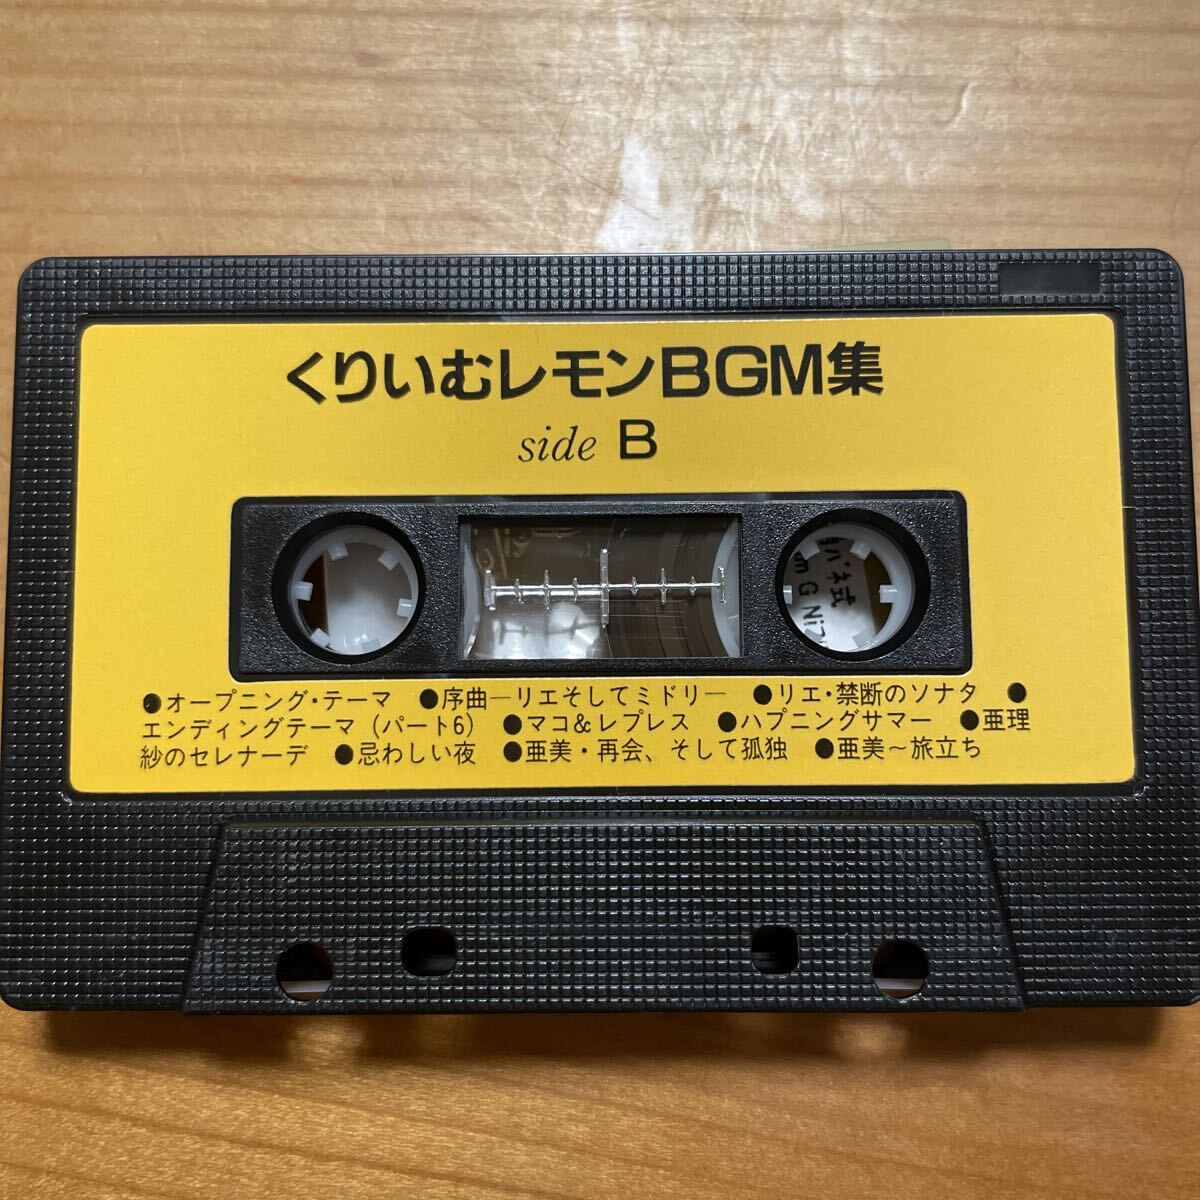 くりいむレモンBGM集
side B
●オープニング・テーマ ●序曲―リエそしてミドリ― ●リエ・禁断のソナタ ●
エンディングテーマ（パート6） ●マコ&レプレス ●ハプニングサマー ●亜理
紗のセレナーデ ●忌わしい夜 ●亜美・再会、そして孤独 ●亜美～旅立ち